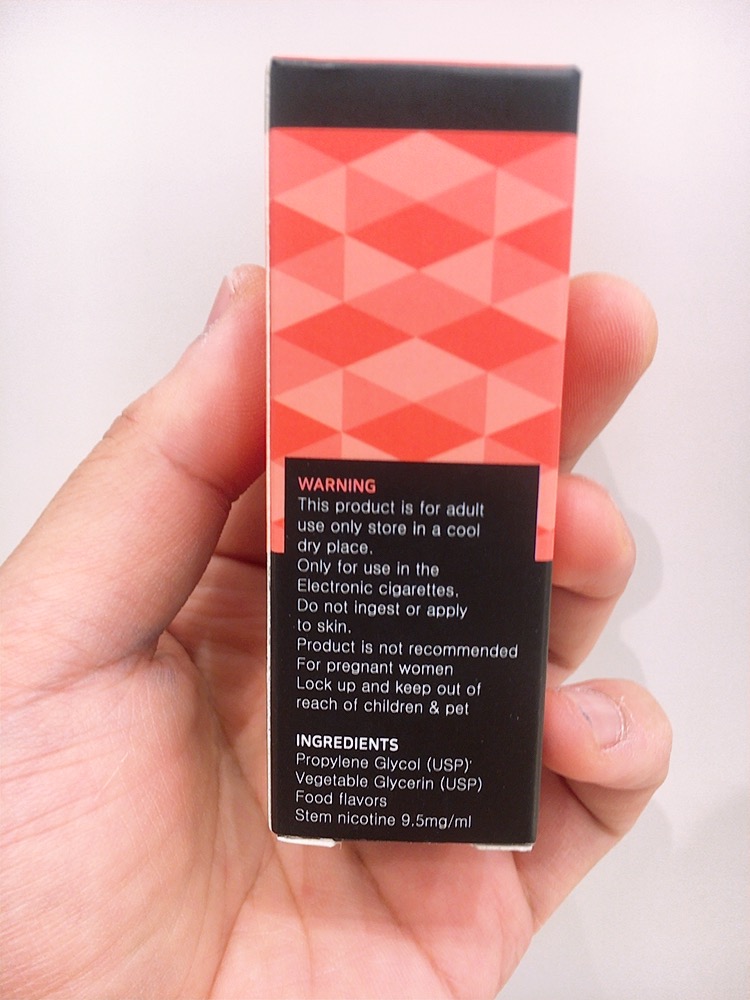 WARNING
This product is for adult
use only store in a cool
dry place.
Only for use in the
Electronic cigarettes.
Do not ingest or apply
to skin.
Product is not recommended
For pregnant women
Lock up and keep out of
reach of children & pet
INGREDIENTS
Propylene Glycol (USP)'
Vegetable Glycerin (USP)
Food flavors
Stem nicotine 9.5mg/ml